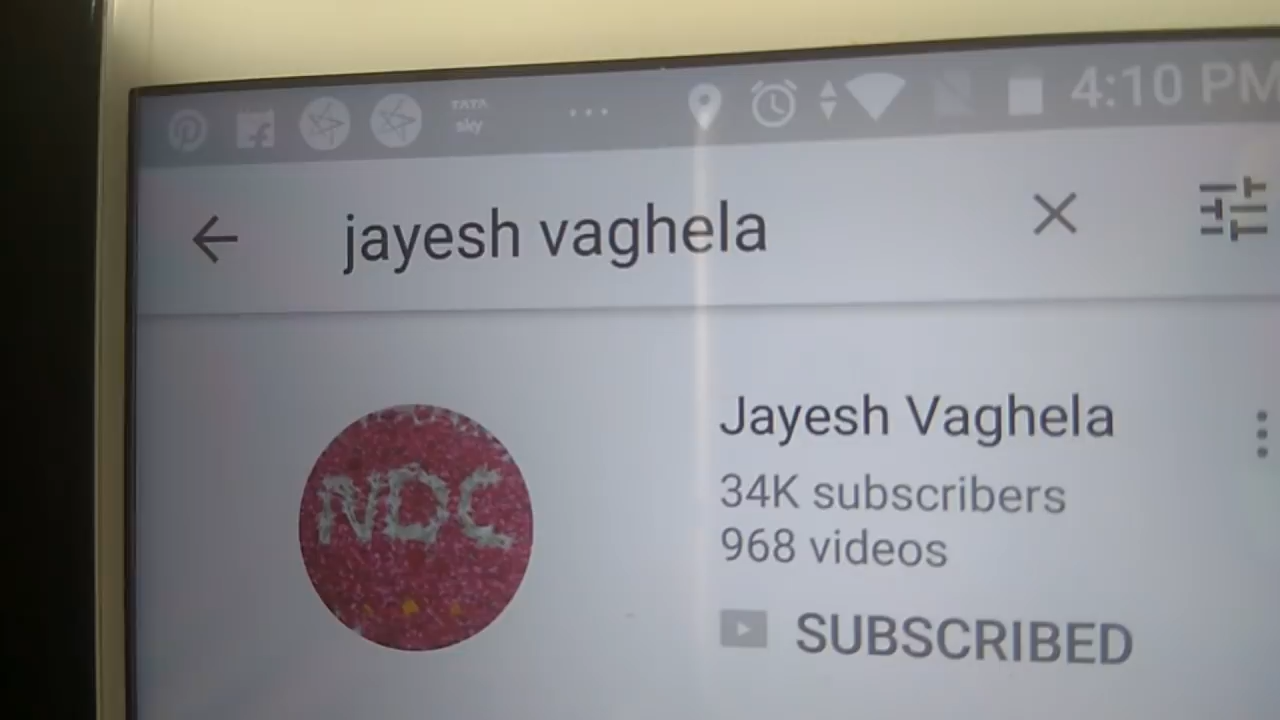 TATA
sky
4:10 PM
jayesh vaghela
NDC
Jayesh Vaghela
34K subscribers
968 videos
SUBSCRIBED